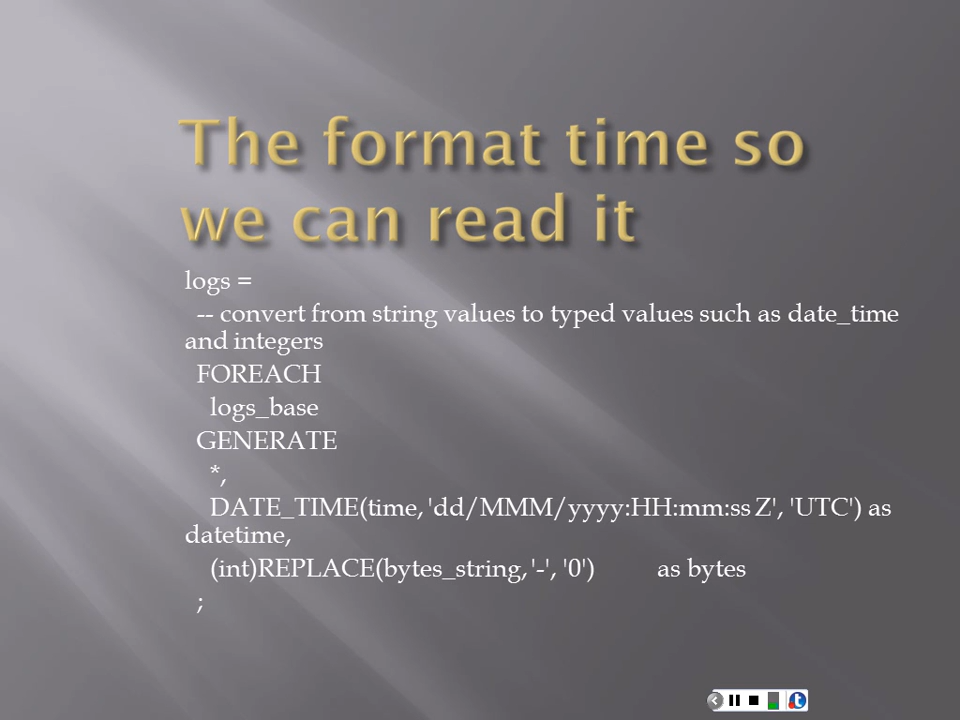 The format time so
we can read it
logs =
-- convert from string values to typed values such as date_time
and integers
FOREACH
logs_base
GENERATE
*,
DATE_TIME(time, 'dd/MMM/yyyy:HH:mm:ss Z', 'UTC') as
datetime,
(int)REPLACE(bytes_string, '-', '0') as bytes
;